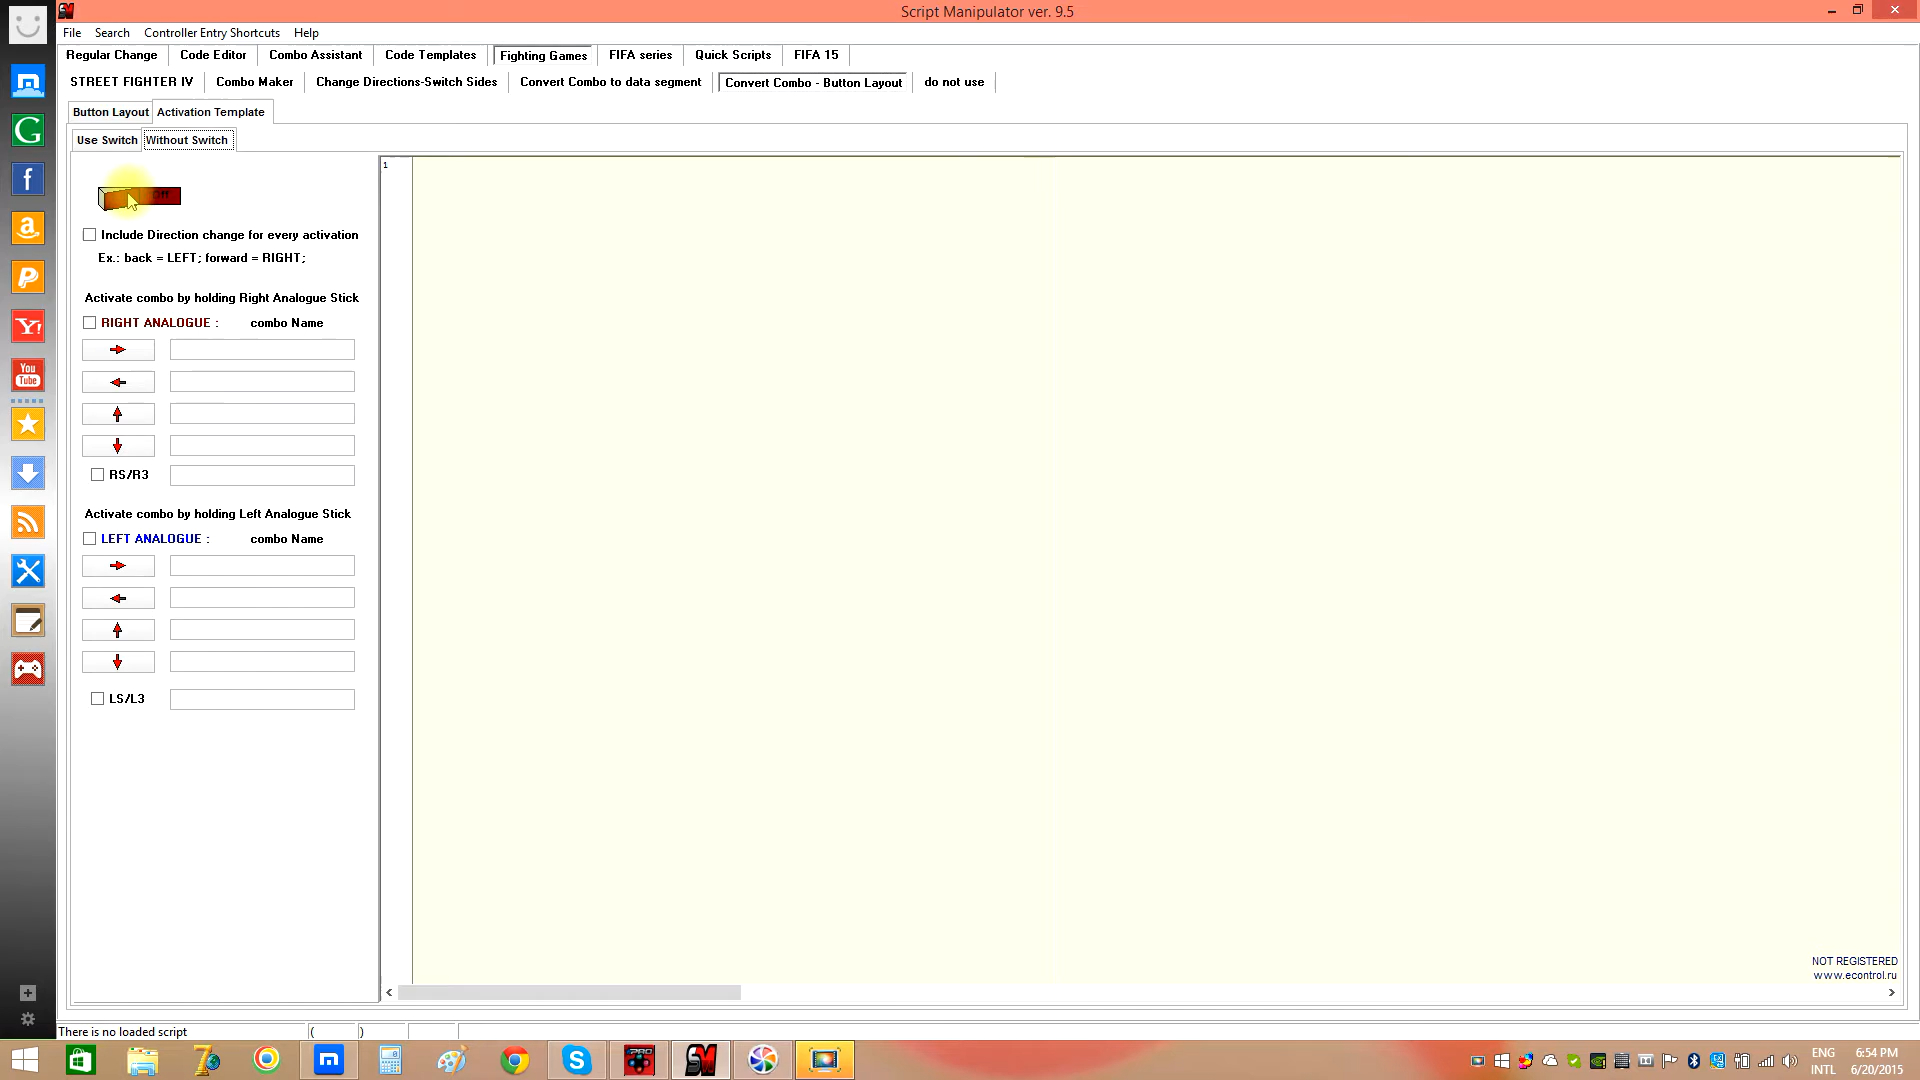 Script Manipulator ver. 9.5
File Search Controller Entry Shortcuts Help
Regular Change Code Editor Combo Assistant Code Templates Fighting Games FIFA series Quick Scripts FIFA 15
STREET FIGHTER IV Combo Maker Change Directions-Switch Sides Convert Combo to data segment Convert Combo - Button Layout do not use
Button Layout Activation Template
Use Switch Without Switch
1
Off
Include Direction change for every activation
Ex.: back = LEFT; forward = RIGHT;
Activate combo by holding Right Analogue Stick
RIGHT ANALOGUE : combo Name
RS/R3
Activate combo by holding Left Analogue Stick
LEFT ANALOGUE : combo Name
LS/L3
NOT REGISTERED
www.econtrol.ru
There is no loaded script ( )
You
Tube
ENG 6:54 PM
INTL 6/20/2015